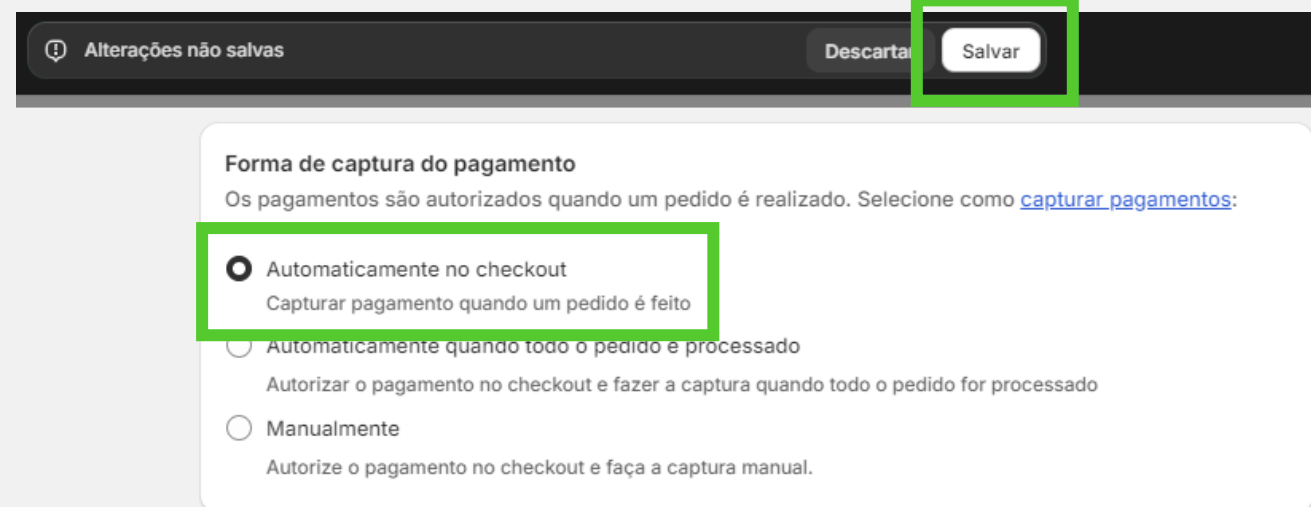 Alterações não salvas
Descartar
Salvar
Forma de captura do pagamento
Os pagamentos são autorizados quando um pedido é realizado. Selecione como capturar pagamentos:
Automaticamente no checkout
Capturar pagamento quando um pedido é feito
Automaticamente quando todo o pedido é processado
Autorizar o pagamento no checkout e fazer a captura quando todo o pedido for processado
Manualmente
Autorize o pagamento no checkout e faça a captura manual.